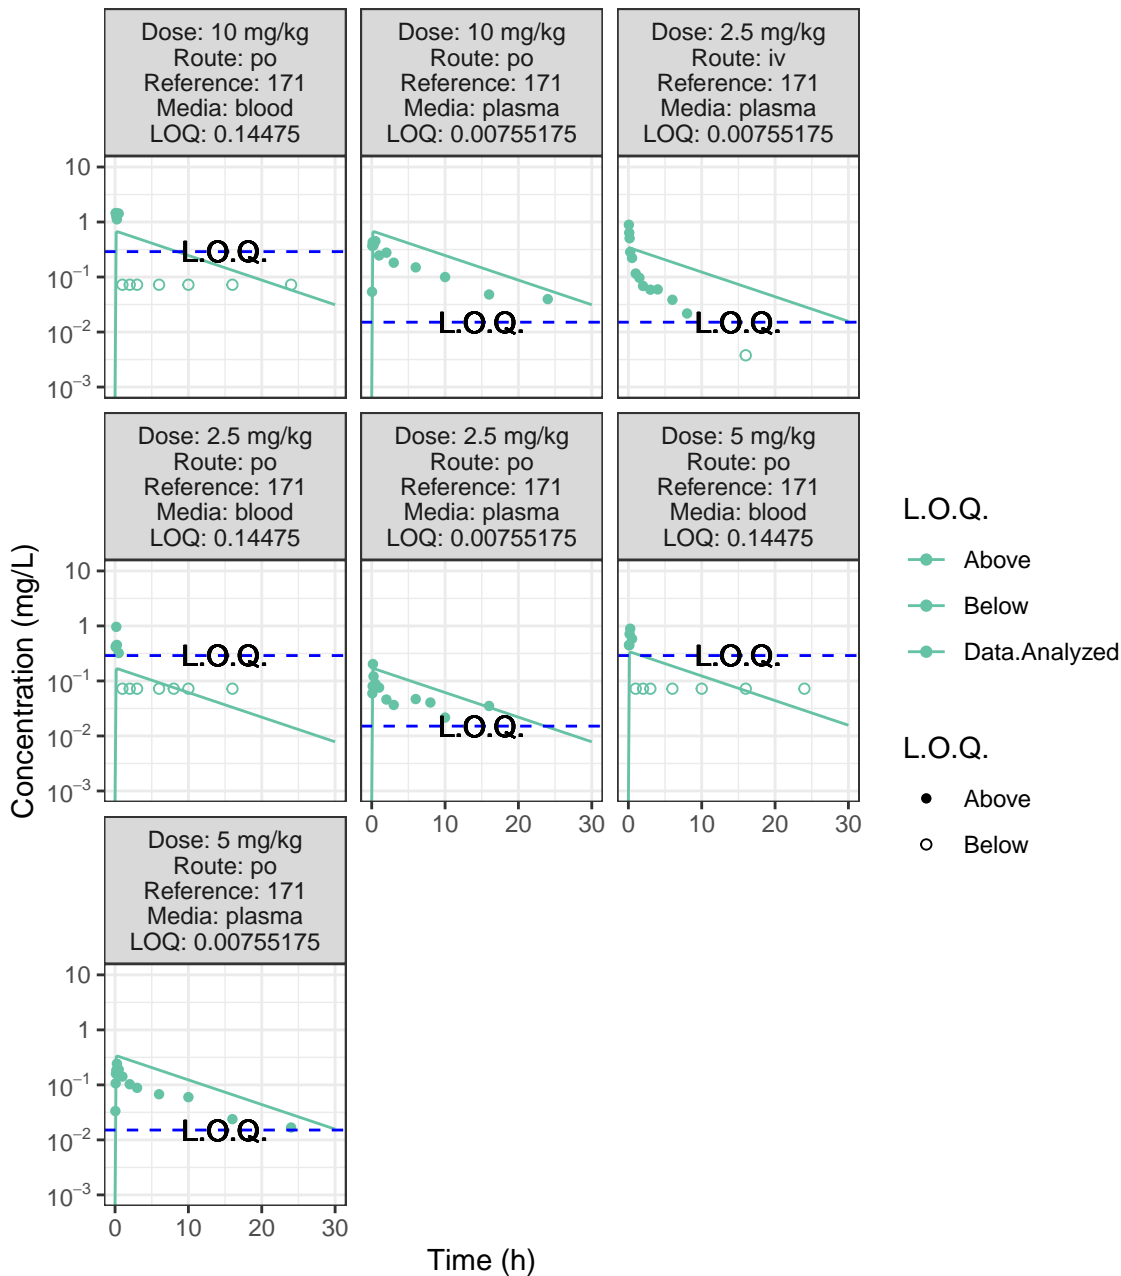 Dose: 10 mg/kg
Route: po
Reference: 171
Media: blood
LOQ: 0.14475
Dose: 10 mg/kg
Route: po
Reference: 171
Media: plasma
LOQ: 0.00755175
Dose: 2.5 mg/kg
Route: iv
Reference: 171
Media: plasma
LOQ: 0.00755175
10
1
10⁻¹
10⁻²
10⁻³
L.O.Q.
L.O.Q.
L.O.Q.
Dose: 2.5 mg/kg
Route: po
Reference: 171
Media: blood
LOQ: 0.14475
Dose: 2.5 mg/kg
Route: po
Reference: 171
Media: plasma
LOQ: 0.00755175
Dose: 5 mg/kg
Route: po
Reference: 171
Media: blood
LOQ: 0.14475
10
1
10⁻¹
10⁻²
10⁻³
L.O.Q.
L.O.Q.
L.O.Q.
0 10 20 30
0 10 20 30
Dose: 5 mg/kg
Route: po
Reference: 171
Media: plasma
LOQ: 0.00755175
10
1
10⁻¹
10⁻²
10⁻³
L.O.Q.
0 10 20 30
Time (h)
Concentration (mg/L)
L.O.Q.
Above
Below
Data.Analyzed
L.O.Q.
Above
Below